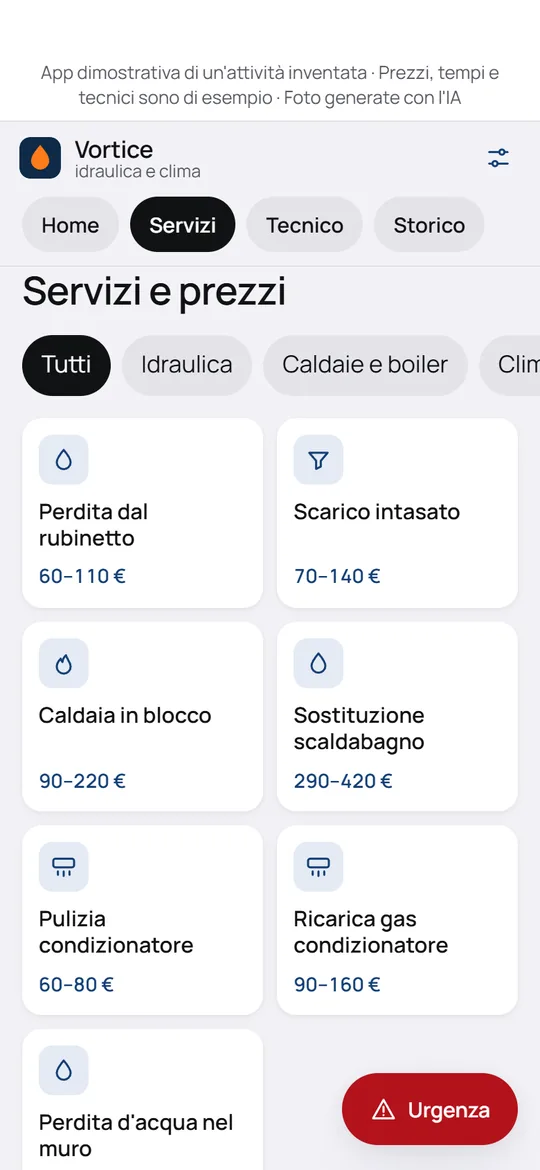 App dimostrativa di un'attività inventata · Prezzi, tempi e
tecnici sono di esempio · Foto generate con l'IA
Vortice
idraulica e clima
Home
Servizi
Tecnico
Storico
Servizi e prezzi
Tutti
Idraulica
Caldaie e boiler
Clim
Perdita dal
rubinetto
60–110 €
Scarico intasato
70–140 €
Caldaia in blocco
90–220 €
Sostituzione
scaldabagno
290–420 €
Pulizia
condizionatore
60–80 €
Ricarica gas
condizionatore
90–160 €
Perdita d'acqua nel
muro
Urgenza